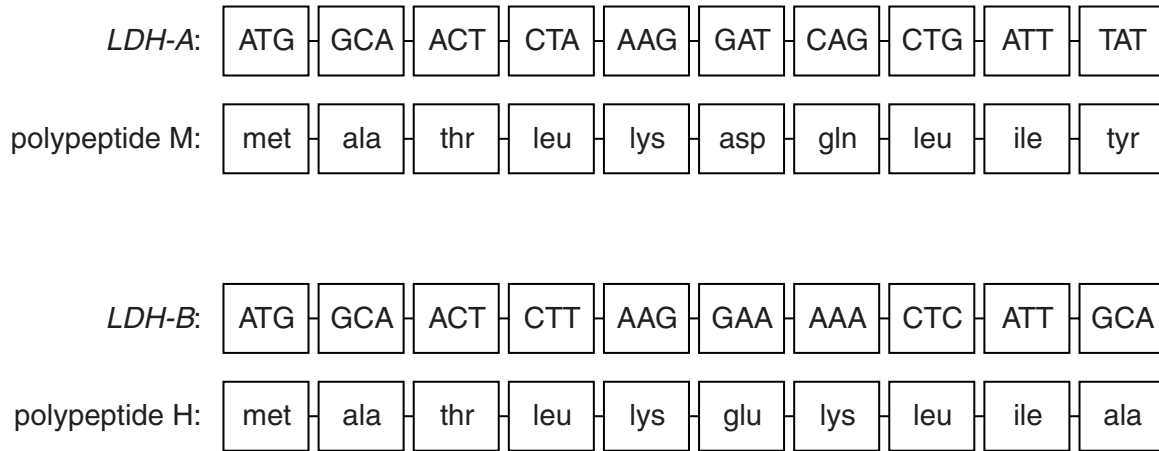 LDH-A: ATG GCA ACT CTA AAG GAT CAG CTG ATT TAT
polypeptide M: met ala thr leu lys asp gln leu ile tyr
LDH-B: ATG GCA ACT CTT AAG GAA AAA CTC ATT GCA
polypeptide H: met ala thr leu lys glu lys leu ile ala